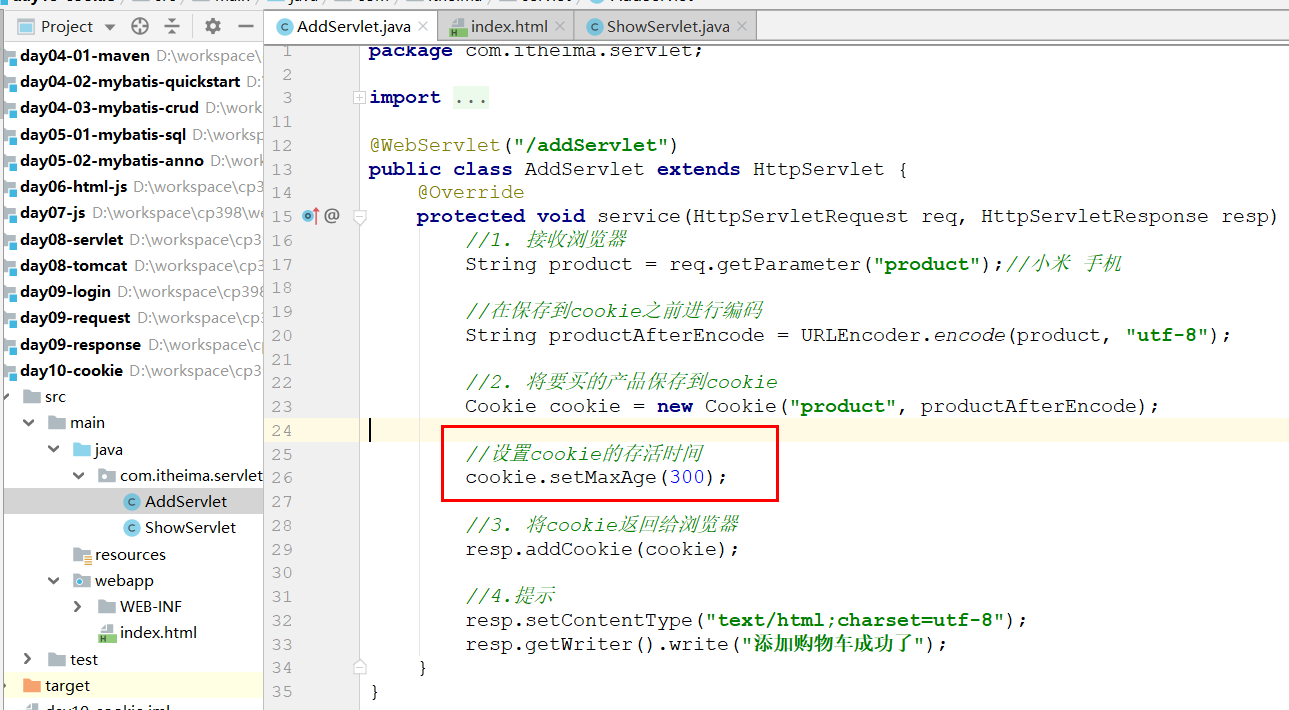 Project
AddServlet.java
index.html
ShowServlet.java
day04-01-maven D:\workspace\
day04-02-mybatis-quickstart D:
day04-03-mybatis-crud D:\work
day05-01-mybatis-sql D:\worksp
day05-02-mybatis-anno D:\work
day06-html-js D:\workspace\cp3
day07-js D:\workspace\cp398\we
day08-servlet D:\workspace\cp3
day08-tomcat D:\workspace\cp3
day09-login D:\workspace\cp398
day09-request D:\workspace\cp3
day09-response D:\workspace\cp
day10-cookie D:\workspace\cp3
src
main
java
com.itheima.servlet
AddServlet
ShowServlet
resources
webapp
WEB-INF
index.html
test
target
1 package com.itheima.servlet;
2
3 import ...
11
12 @WebServlet("/addServlet")
13 public class AddServlet extends HttpServlet {
14 @Override
15 protected void service(HttpServletRequest req, HttpServletResponse resp)
16 //1. 接收浏览器
17 String product = req.getParameter("product");//小米 手机
18
19 //在保存到cookie之前进行编码
20 String productAfterEncode = URLEncoder.encode(product, "utf-8");
21
22 //2. 将要买的产品保存到cookie
23 Cookie cookie = new Cookie("product", productAfterEncode);
24
25 //设置cookie的存活时间
26 cookie.setMaxAge(300);
27
28 //3. 将cookie返回给浏览器
29 resp.addCookie(cookie);
30
31 //4.提示
32 resp.setContentType("text/html;charset=utf-8");
33 resp.getWriter().write("添加购物车成功了");
34 }
35 }